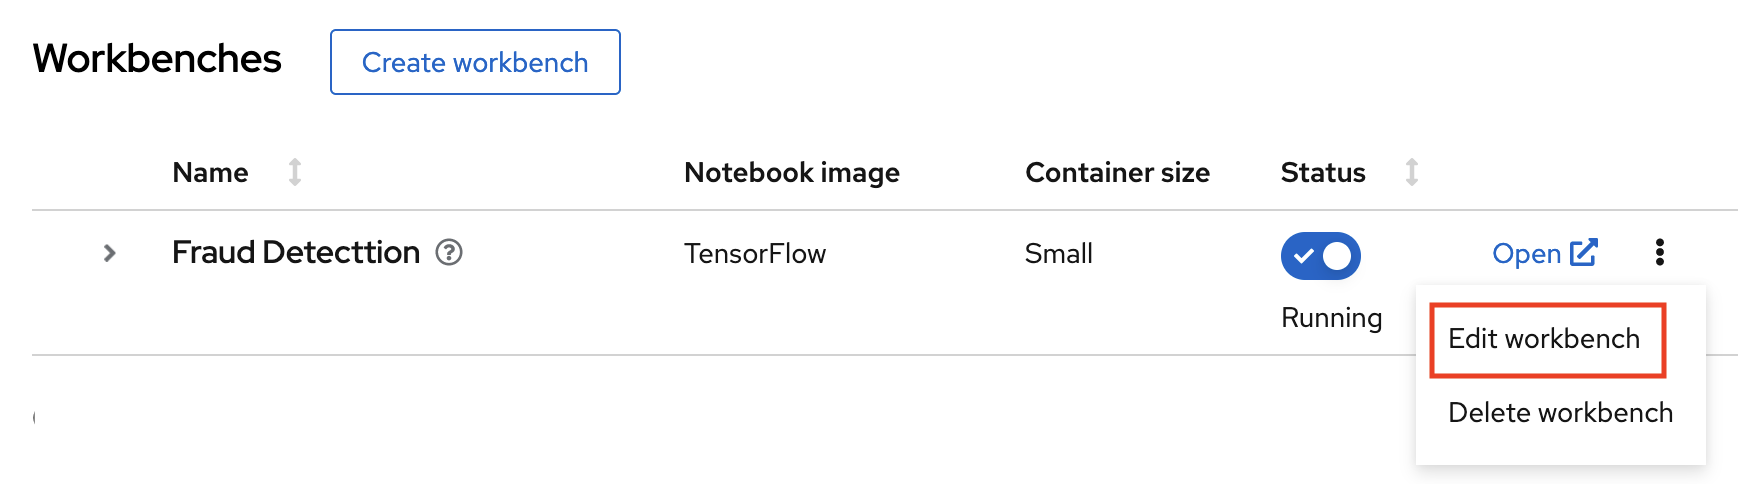 Workbenches
Create workbench
Name Notebook image Container size Status
Fraud Detecttion TensorFlow Small Open
Running
Edit workbench
Delete workbench